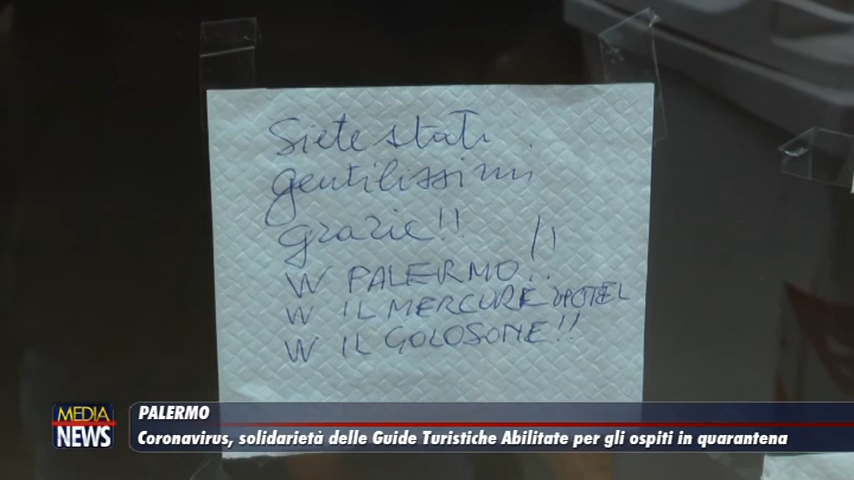 Siete stati
gentilissimi
grazie!!
W PALERMO!!
W IL MERCURE HOTEL
W IL GOLOSONE!!
MEDIA
NEWS
PALERMO
Coronavirus, solidarietà delle Guide Turistiche Abilitate per gli ospiti in quarantena